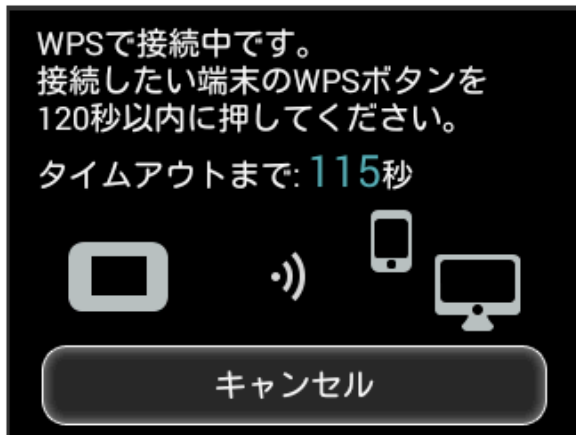 WPSで接続中です。
接続したい端末のWPSボタンを
120秒以内に押してください。
タイムアウトまで: 115秒
キャンセル